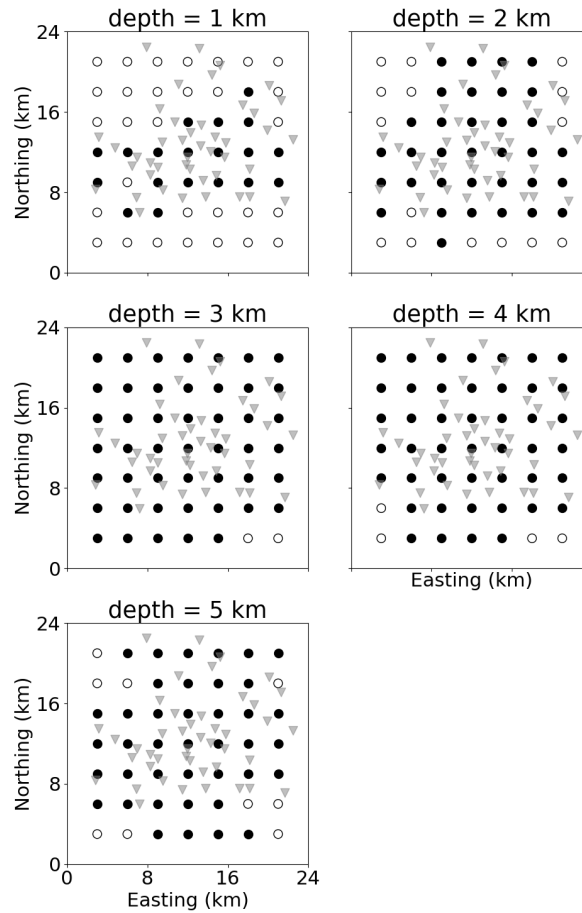 depth = 1 km
depth = 2 km
24
16
8
0
Northing (km)
depth = 3 km
depth = 4 km
24
16
8
0
Northing (km)
Easting (km)
depth = 5 km
24
16
8
0
Northing (km)
0
8
16
24
Easting (km)